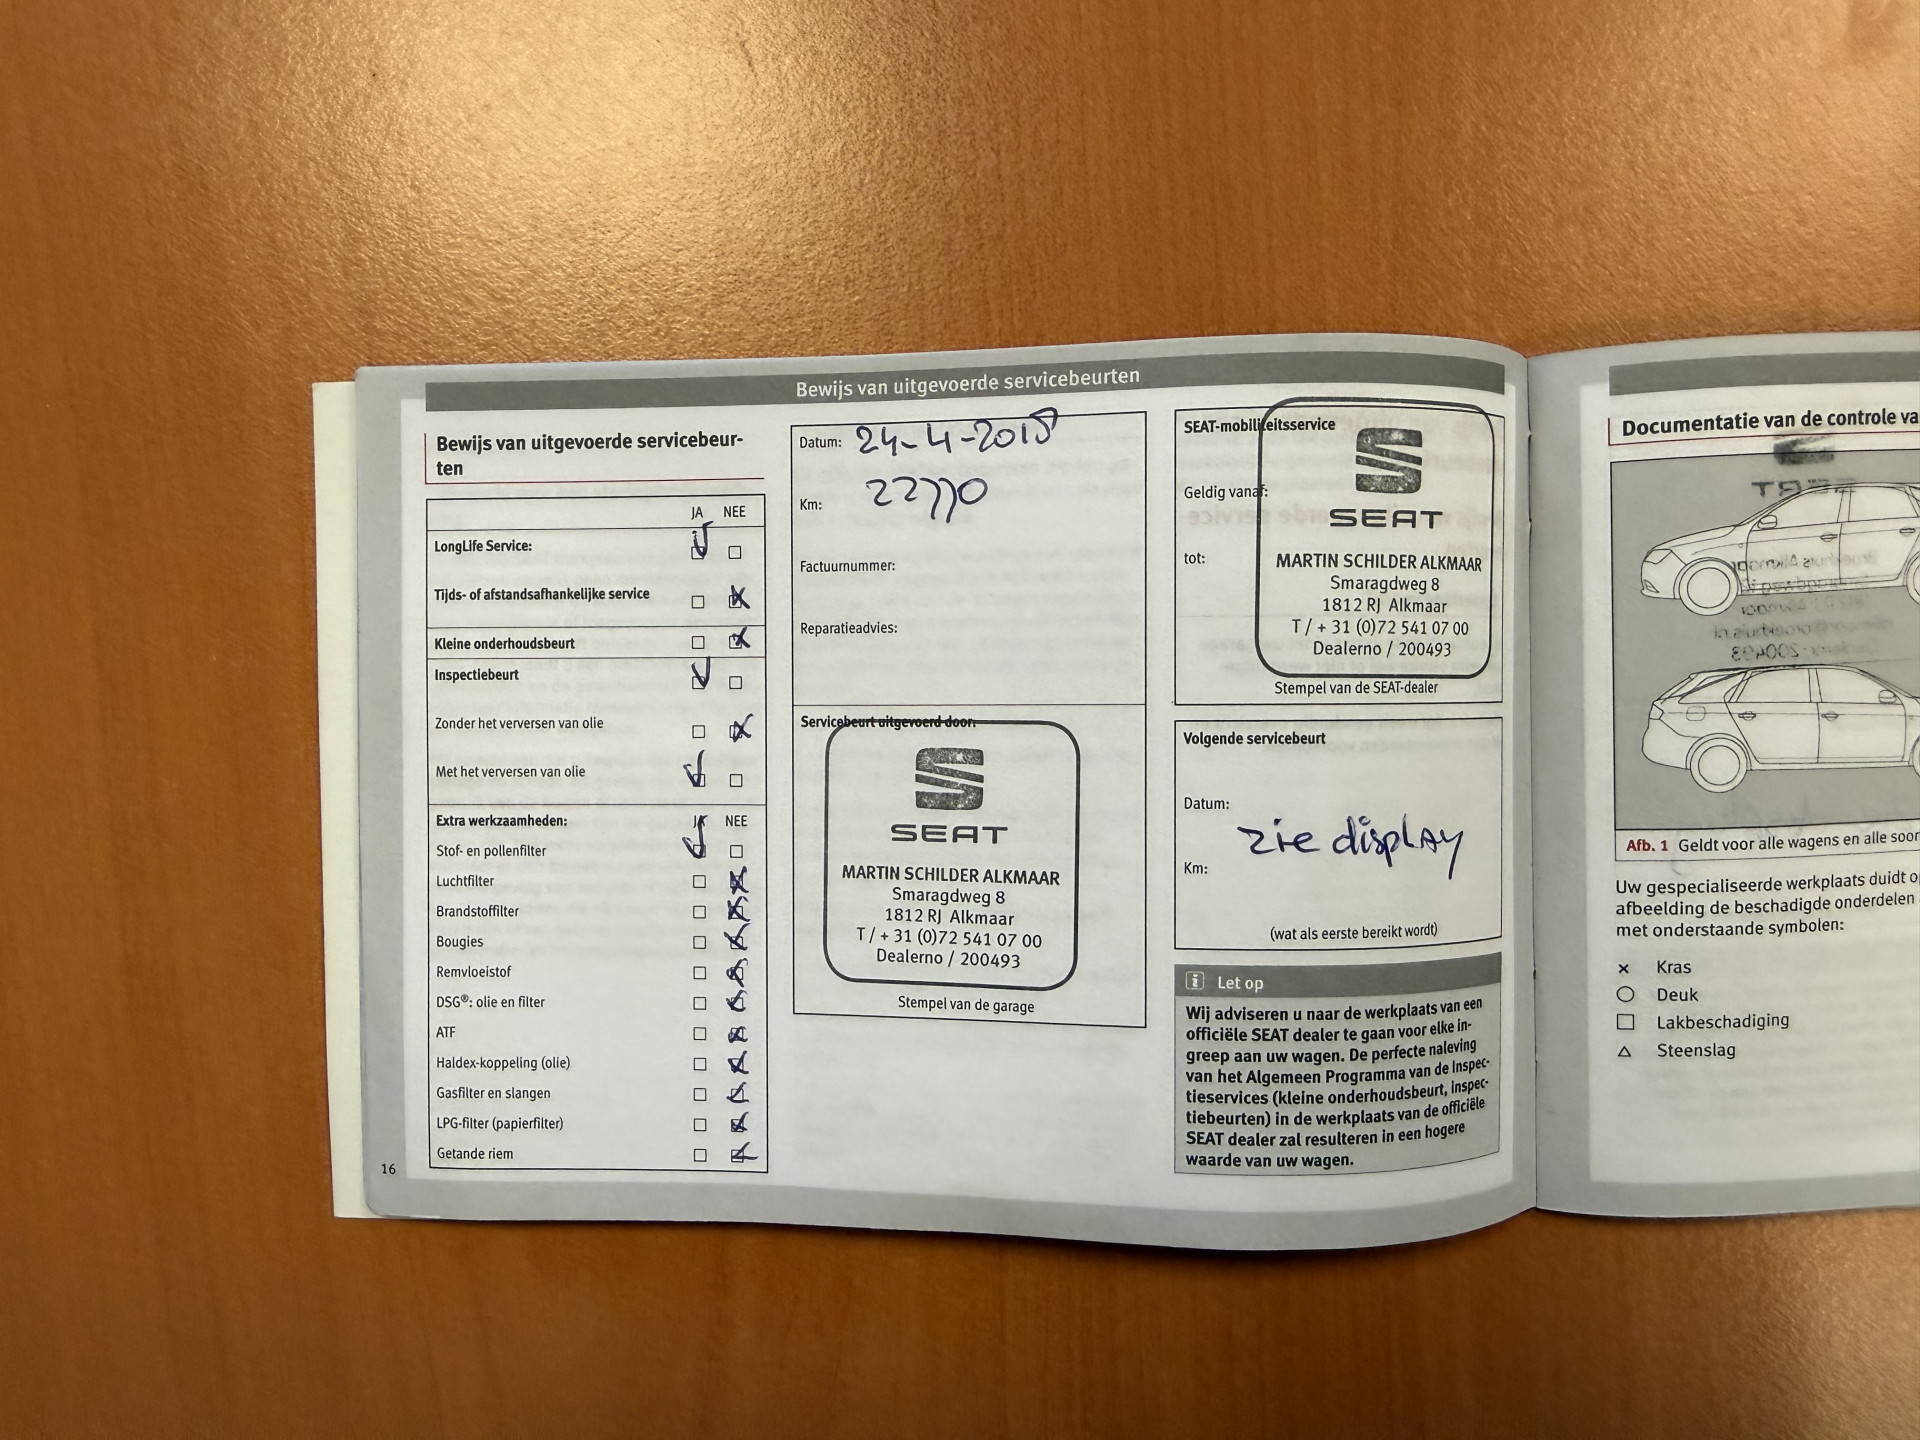 Bewijs van uitgevoerde servicebeurten
Bewijs van uitgevoerde servicebeur-
ten
JA NEE
LongLife Service:
Tijds- of afstandsafhankelijke service
Kleine onderhoudsbeurt
Inspectiebeurt
Zonder het verversen van olie
Met het verversen van olie
Extra werkzaamheden: JA NEE
Stof- en pollenfilter
Luchtfilter
Brandstoffilter
Bougies
Remvloeistof
DSG®: olie en filter
ATF
Haldex-koppeling (olie)
Gasfilter en slangen
LPG-filter (papierfilter)
Getande riem
16
Datum: 24-4-2018
Km: 22770
Factuurnummer:
Reparatieadvies:
Servicebeurt uitgevoerd door:
SEAT
MARTIN SCHILDER ALKMAAR
Smaragdweg 8
1812 RJ Alkmaar
T / + 31 (0)72 541 07 00
Dealerno / 200493
Stempel van de garage
SEAT-mobiliteitsservice
Geldig vanaf:
tot:
SEAT
MARTIN SCHILDER ALKMAAR
Smaragdweg 8
1812 RJ Alkmaar
T / + 31 (0)72 541 07 00
Dealerno / 200493
Stempel van de SEAT-dealer
Volgende servicebeurt
Datum:
zie display
Km:
(wat als eerste bereikt wordt)
i Let op
Wij adviseren u naar de werkplaats van een
officiële SEAT dealer te gaan voor elke in-
greep aan uw wagen. De perfecte naleving
van het Algemeen Programma van de Inspec-
tieservices (kleine onderhoudsbeurt, inspec-
tiebeurten) in de werkplaats van de officiële
SEAT dealer zal resulteren in een hogere
waarde van uw wagen.
Documentatie van de controle va
Afb. 1 Geldt voor alle wagens en alle soor
Uw gespecialiseerde werkplaats duidt o
afbeelding de beschadigde onderdelen
met onderstaande symbolen:
Kras
Deuk
Lakbeschadiging
Steenslag